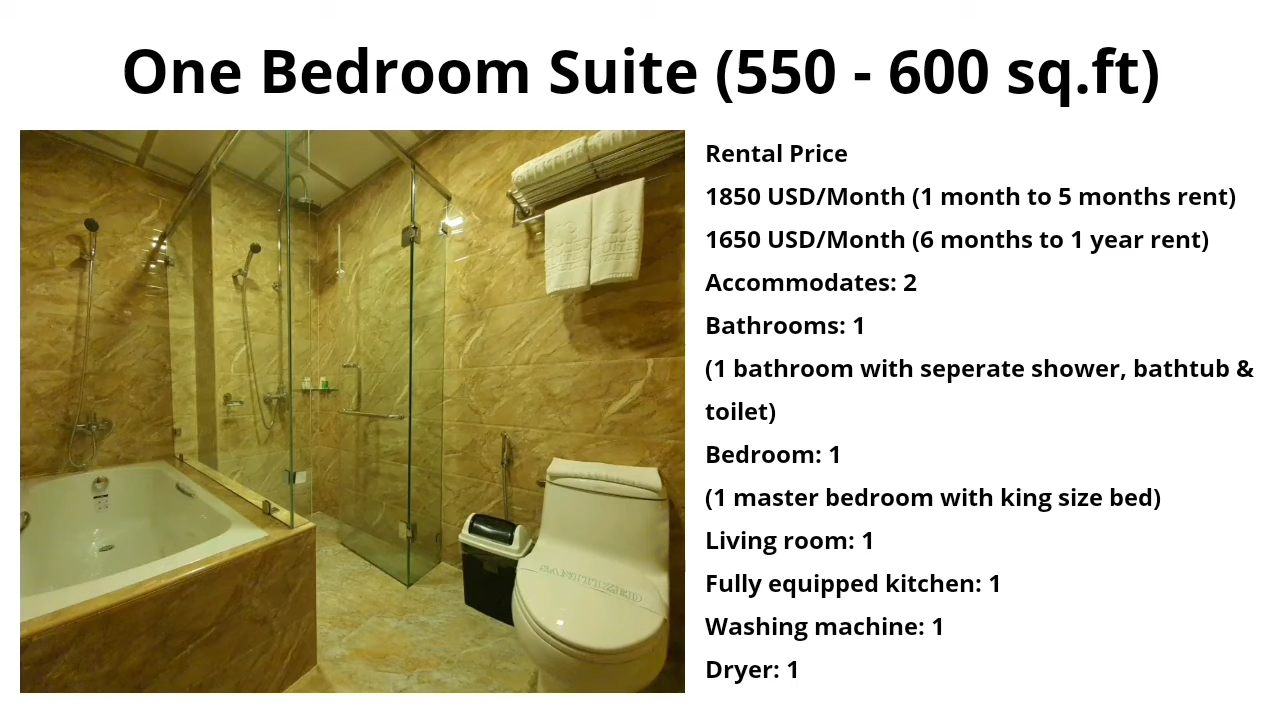 One Bedroom Suite (550 - 600 sq.ft)
Rental Price
1850 USD/Month (1 month to 5 months rent)
1650 USD/Month (6 months to 1 year rent)
Accommodates: 2
Bathrooms: 1
(1 bathroom with seperate shower, bathtub &
toilet)
Bedroom: 1
(1 master bedroom with king size bed)
Living room: 1
Fully equipped kitchen: 1
Washing machine: 1
Dryer: 1
SANITIZED